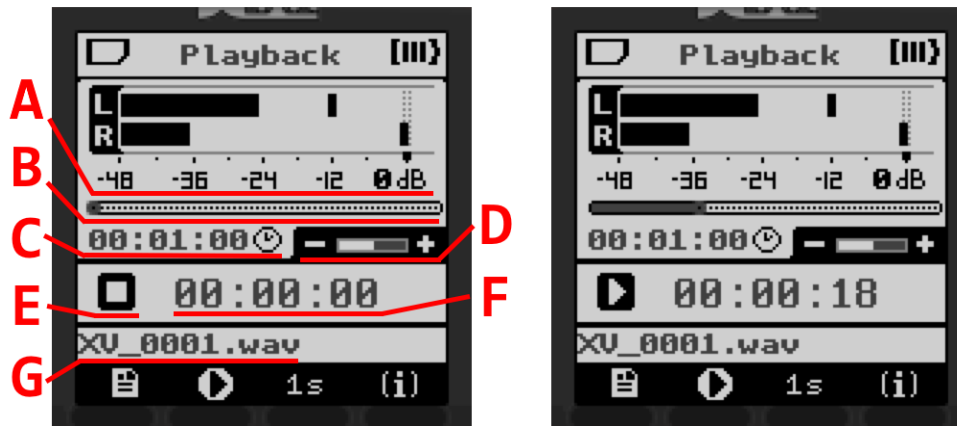 Playback
L
R
-48 -36 -24 -12 0dB
00:01:00 - +
00:00:00
XV_0001.wav
1s (i)
A
B
C
D
E
F
G
Playback
L
R
-48 -36 -24 -12 0dB
00:01:00 - +
00:00:18
XV_0001.wav
1s (i)